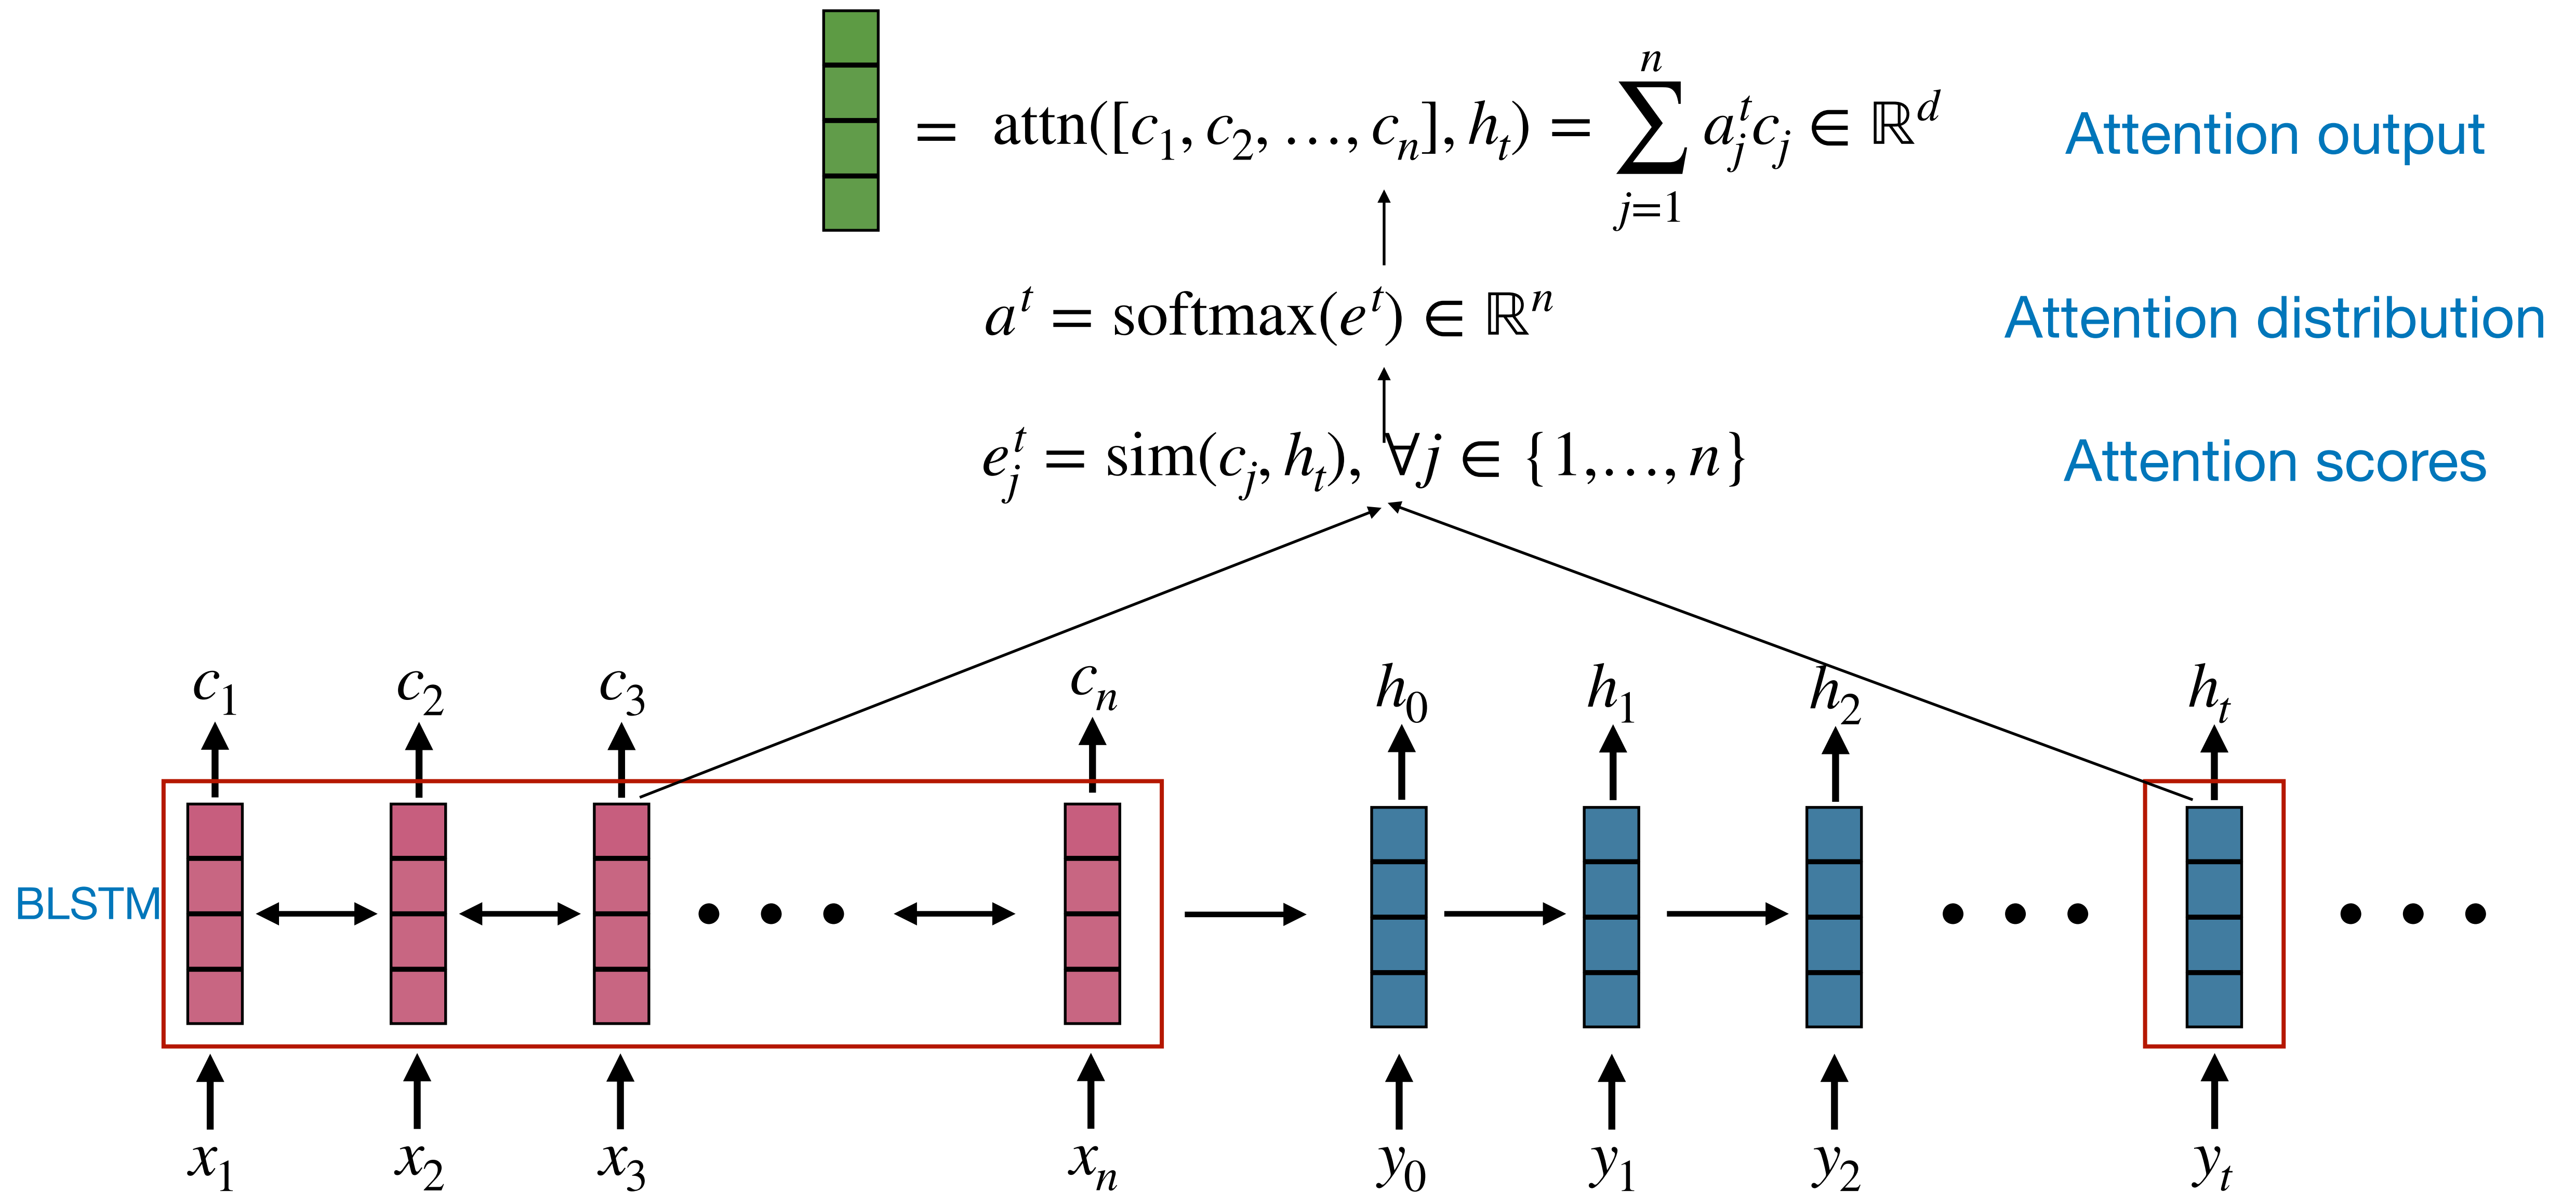 = attn([c₁, c₂, …, cₙ], hₜ) = ∑ⁿⱼ₌₁ aⱼᵗcⱼ ∈ ℝᵈ Attention output
aᵗ = softmax(eᵗ) ∈ ℝⁿ Attention distribution
eⱼᵗ = sim(cⱼ, hₜ), ∀j ∈ {1,…, n} Attention scores
c₁ c₂ c₃ cₙ h₀ h₁ h₂ hₜ
BLSTM
x₁ x₂ x₃ xₙ y₀ y₁ y₂ yₜ